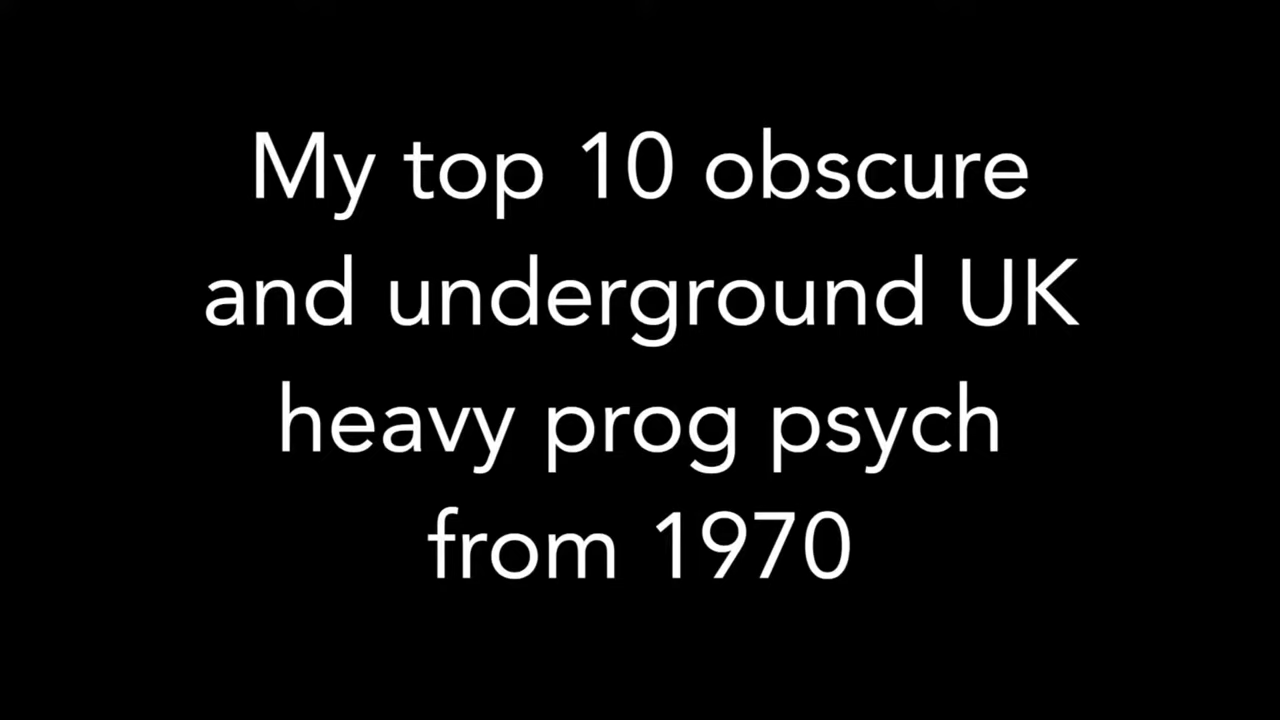 My top 10 obscure
and underground UK
heavy prog psych
from 1970